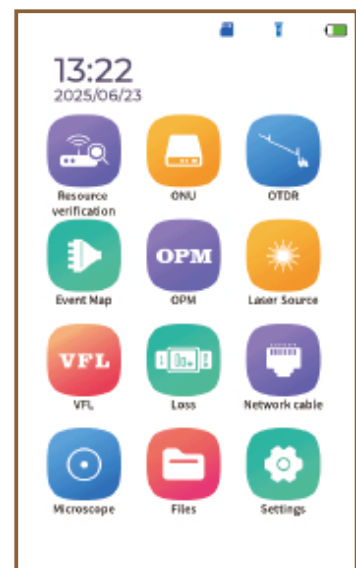 13:22
2025/06/23
Resource
verification
ONU
OTDR
Event Map
OPM
OPM
Laser Source
VFL
VFL
Loss
Network cable
Microscope
Files
Settings